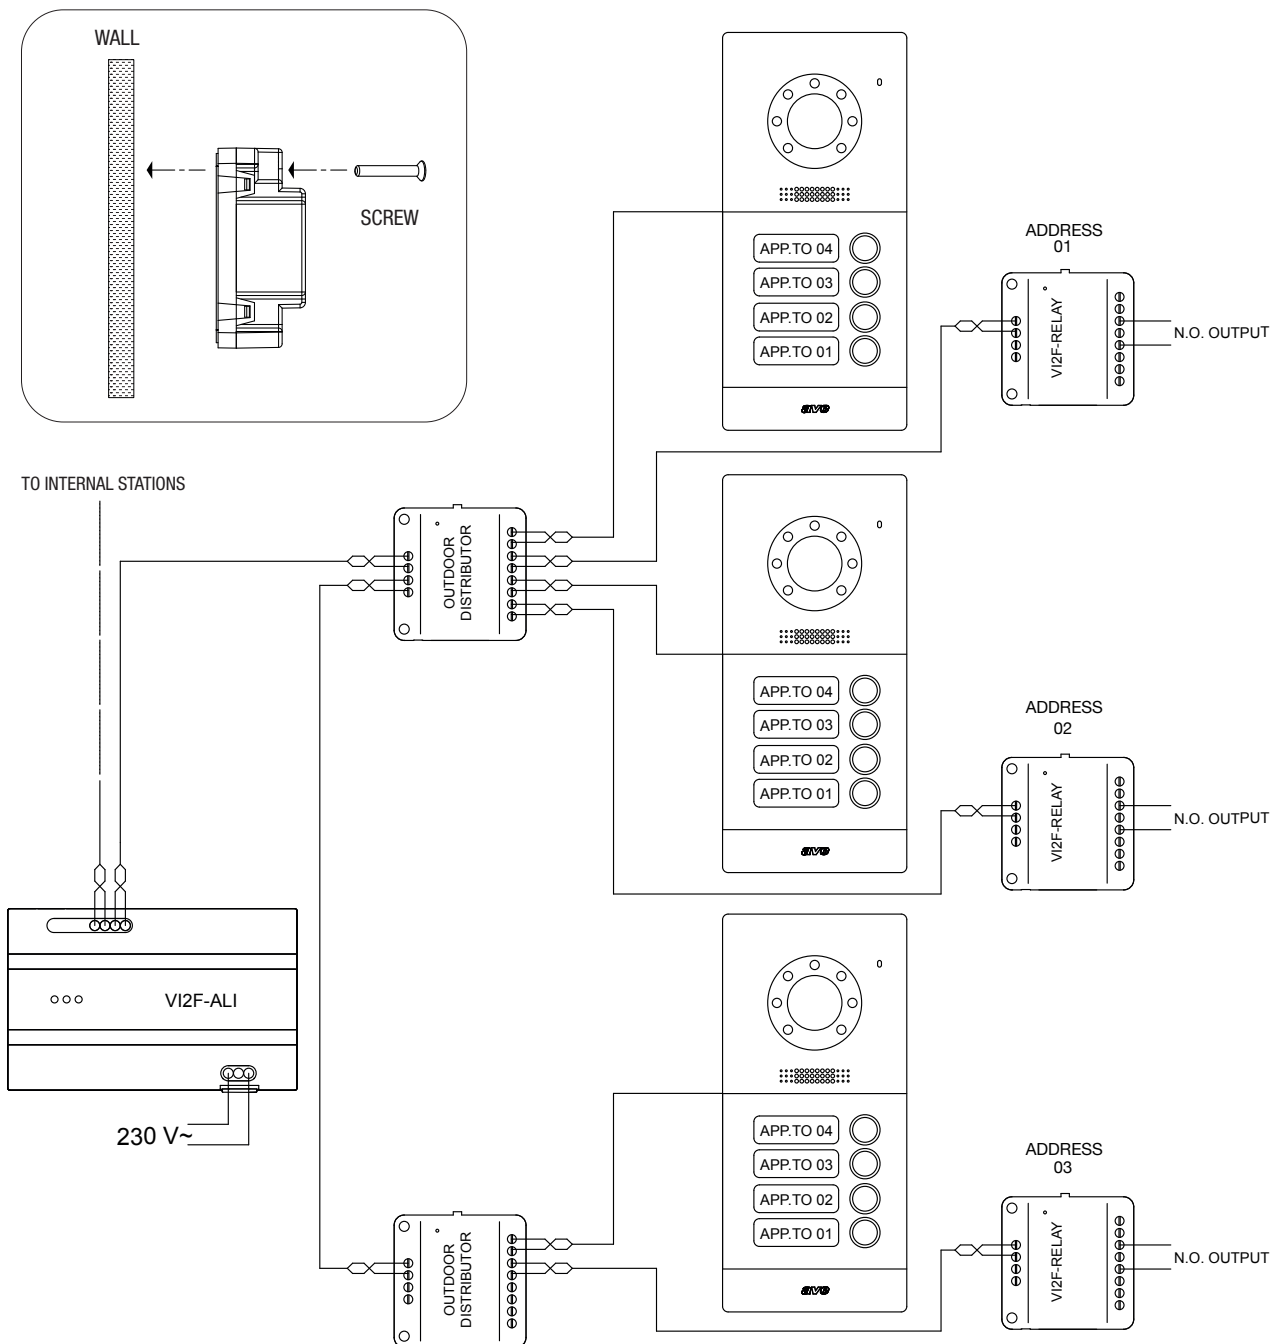 WALL
SCREW
APP.TO 04
APP.TO 03
APP.TO 02
APP.TO 01
ave
ADDRESS
01
VI2F-RELAY
N.O. OUTPUT
TO INTERNAL STATIONS
OUTDOOR
DISTRIBUTOR
APP.TO 04
APP.TO 03
APP.TO 02
APP.TO 01
ave
ADDRESS
02
VI2F-RELAY
N.O. OUTPUT
VI2F-ALI
230 V~
APP.TO 04
APP.TO 03
APP.TO 02
APP.TO 01
ave
ADDRESS
03
VI2F-RELAY
N.O. OUTPUT
OUTDOOR
DISTRIBUTOR